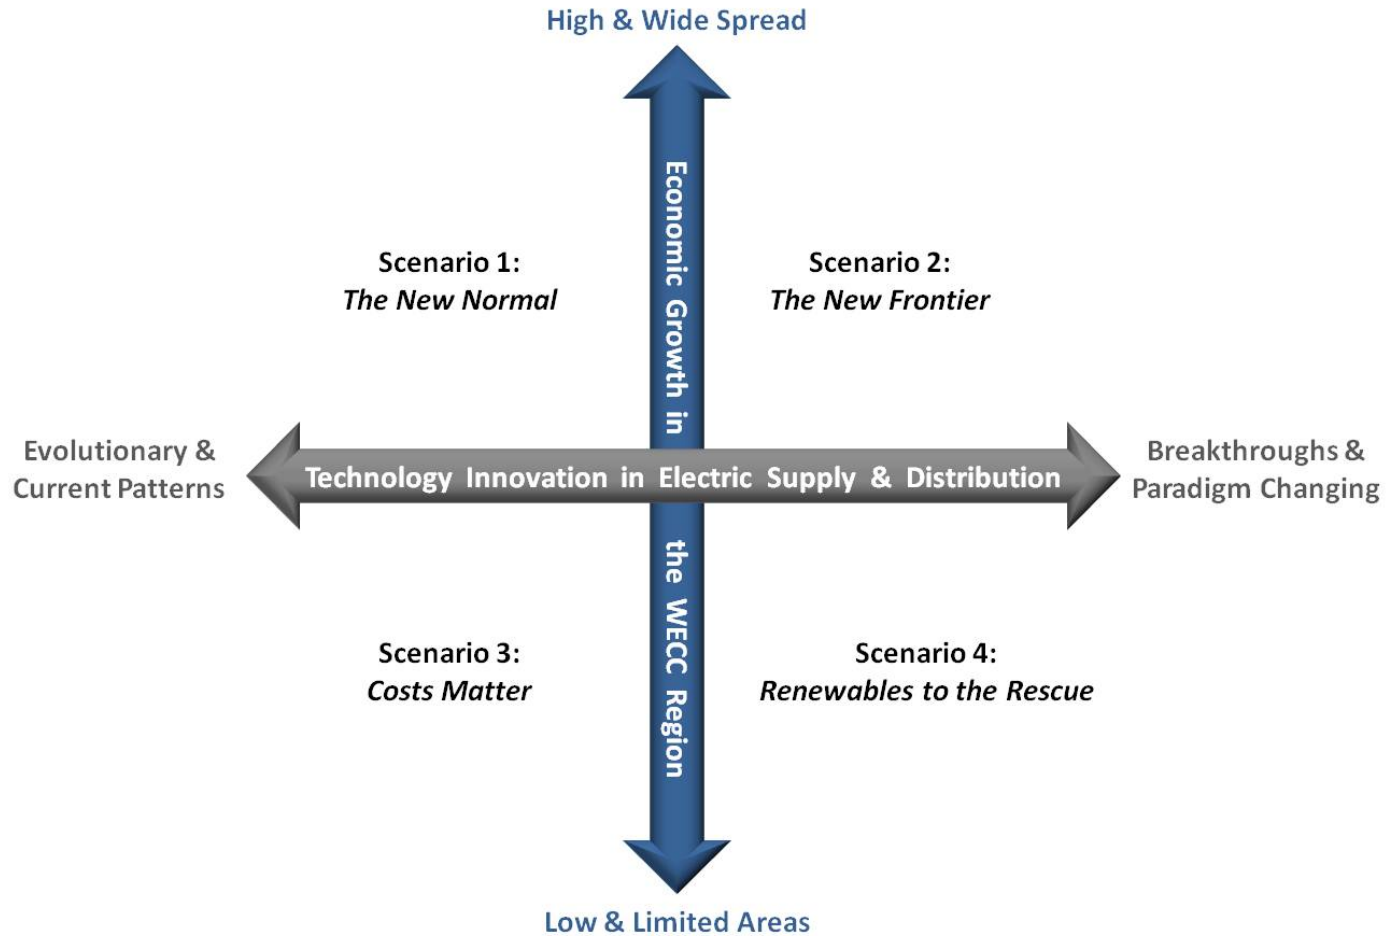 High & Wide Spread
Economic Growth in
the WECC Region
Scenario 1:
The New Normal
Scenario 2:
The New Frontier
Evolutionary &
Current Patterns
Technology Innovation in Electric Supply & Distribution
Breakthroughs &
Paradigm Changing
Scenario 3:
Costs Matter
Scenario 4:
Renewables to the Rescue
Low & Limited Areas